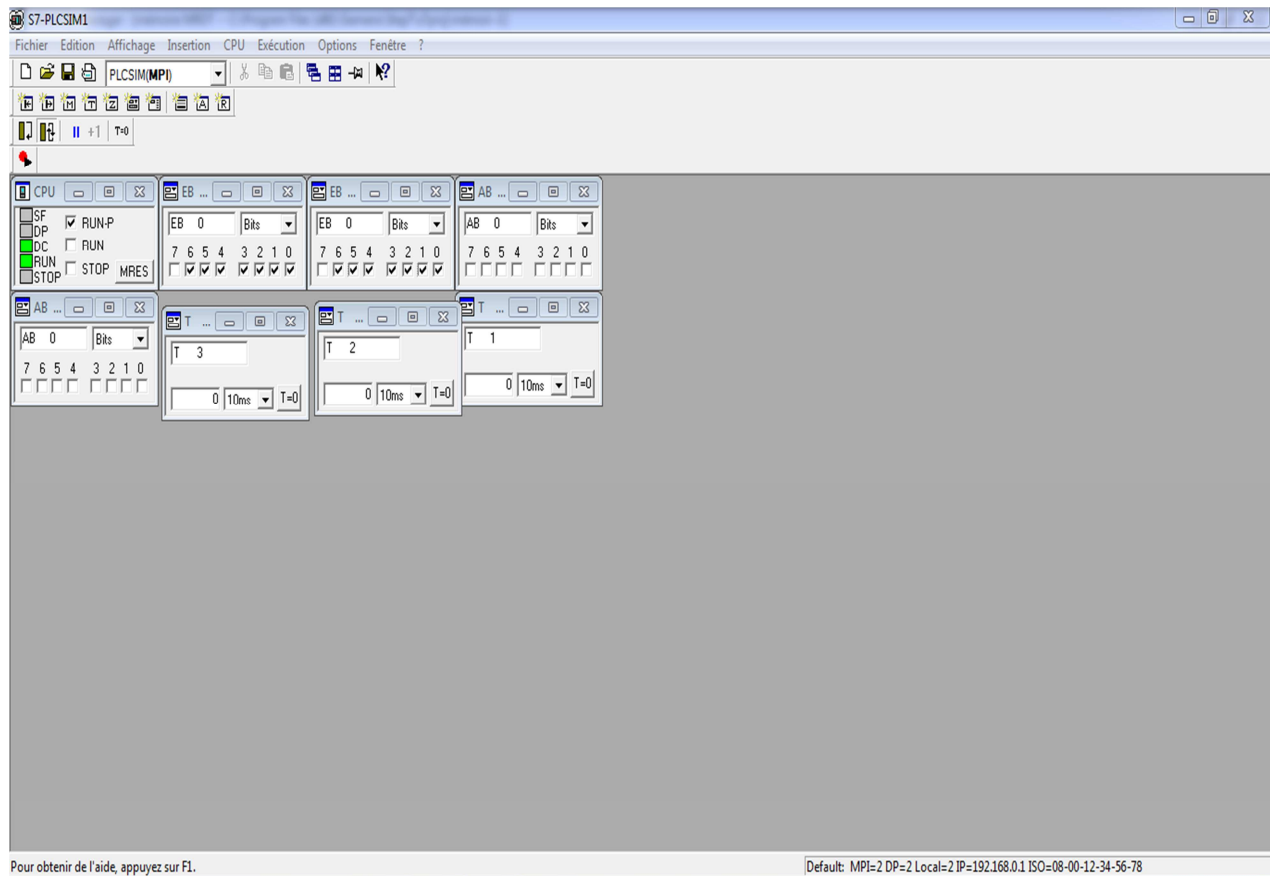 S7-PLCSIM1
Fichier Edition Affichage Insertion CPU Exécution Options Fenêtre ?
PLCSIM(MPI)
M T Z A R
+1 T=0
CPU
SF
DP
DC
RUN
STOP
RUN-P
RUN
STOP
MRES
EB ...
EB 0 Bits
7 6 5 4 3 2 1 0
EB ...
EB 0 Bits
7 6 5 4 3 2 1 0
AB ...
AB 0 Bits
7 6 5 4 3 2 1 0
AB ...
AB 0 Bits
7 6 5 4 3 2 1 0
T ...
T 3
0 10ms T=0
T ...
T 2
0 10ms T=0
T ...
T 1
0 10ms T=0
Pour obtenir de l'aide, appuyez sur F1.
Default: MPI=2 DP=2 Local=2 IP=192.168.0.1 ISO=08-00-12-34-56-78